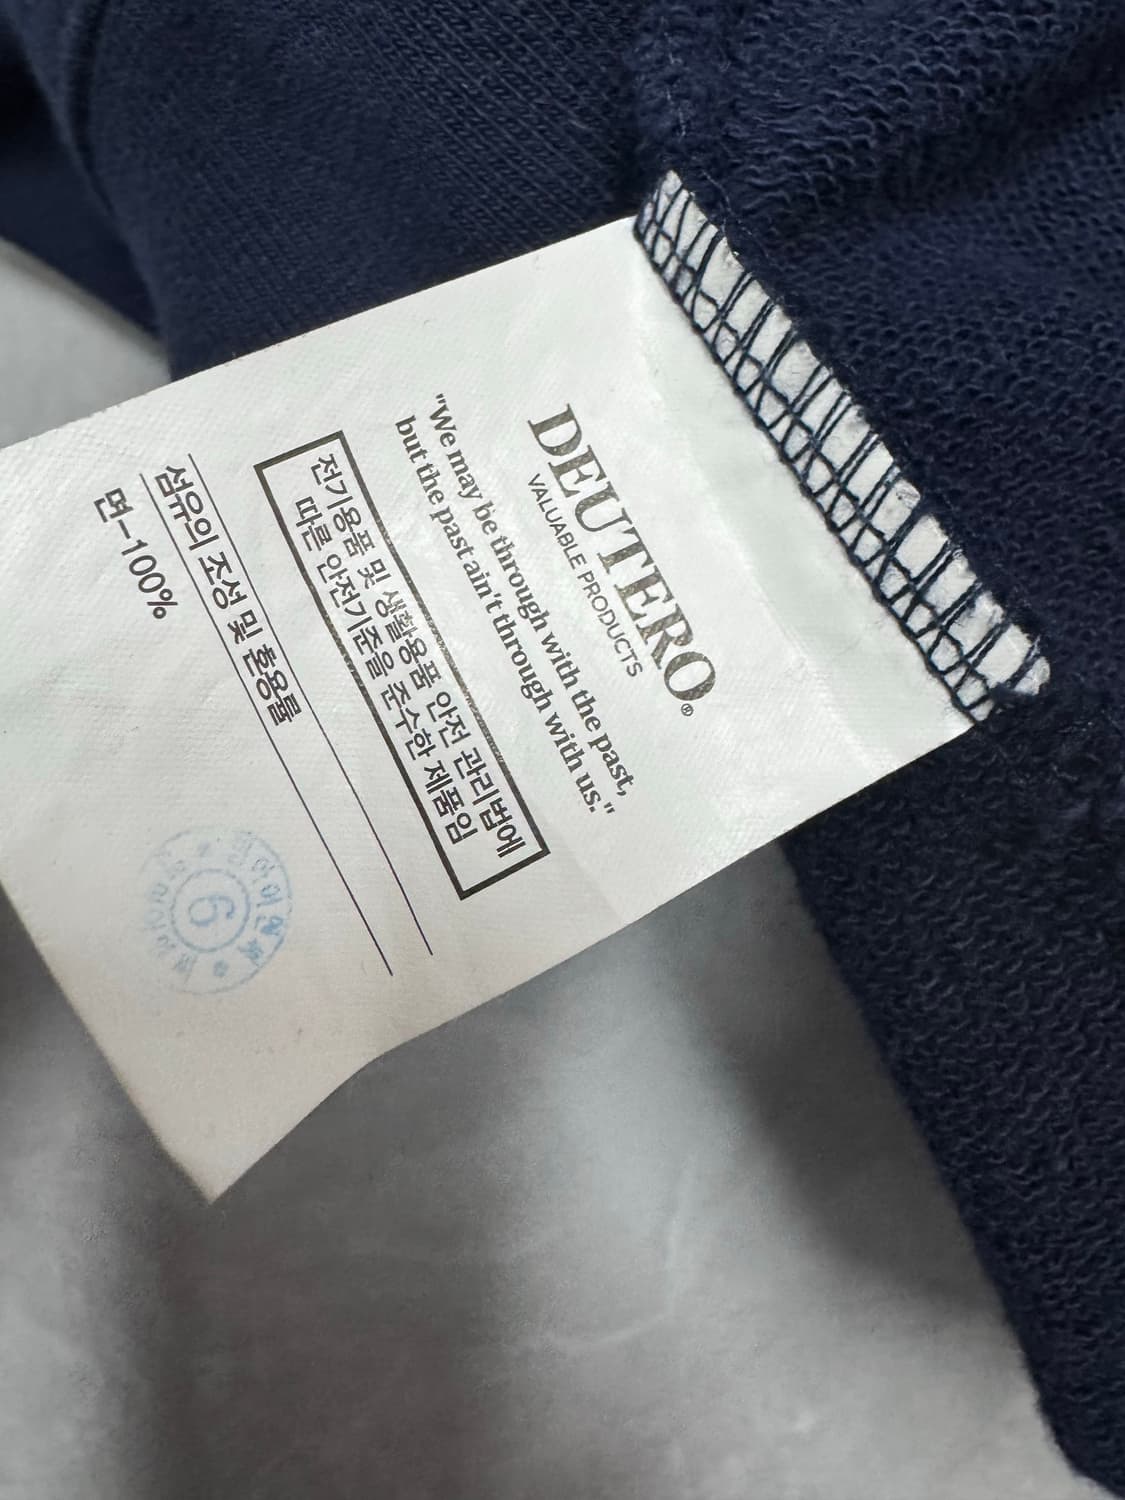 DEUTERO®
VALUABLE PRODUCTS
"We may be through with the past,
but the past ain't through with us."
전기용품 및 생활용품 안전 관리법에
따른 안전기준을 준수한 제품임
섬유의 조성 및 혼용률
면-100%
6